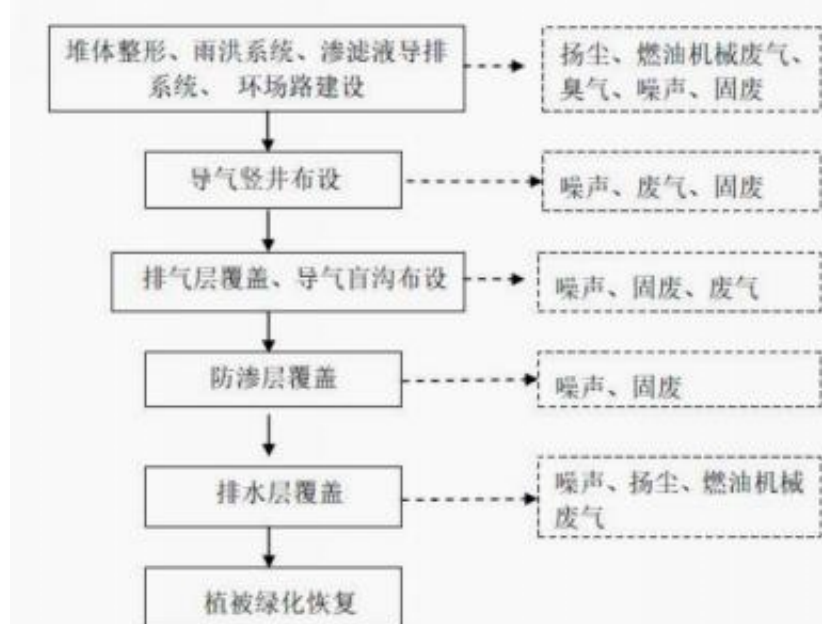 堆体整形、雨洪系统、渗滤液导排
系统、 环场路建设
扬尘、燃油机械废气、
臭气、噪声、固废
导气竖井布设
噪声、废气、固废
排气层覆盖、导气盲沟布设
噪声、固废、废气
防渗层覆盖
噪声、固废
排水层覆盖
噪声、扬尘、燃油机械
废气
植被绿化恢复